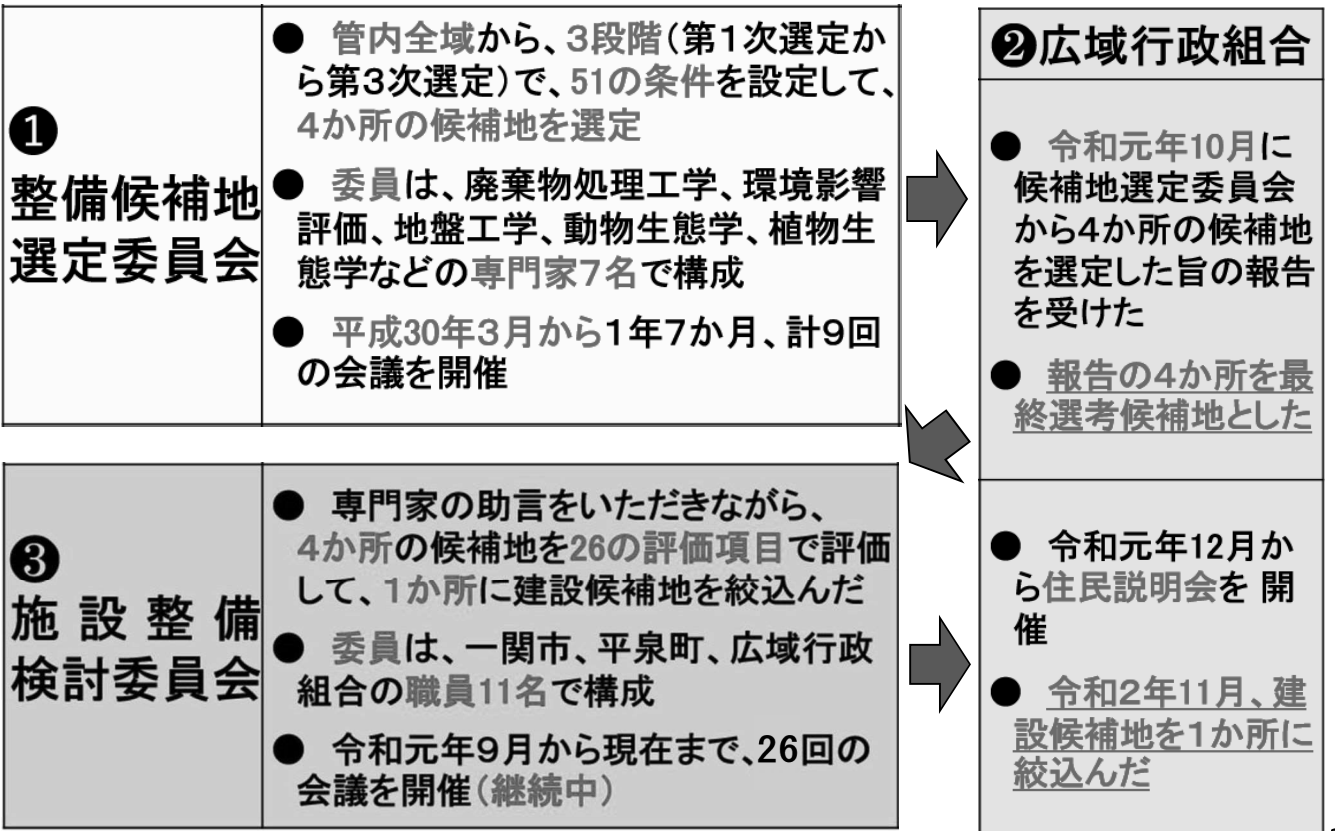 ❶
整備候補地
選定委員会
● 管内全域から、３段階（第１次選定か
ら第３次選定）で、51の条件を設定して、
４か所の候補地を選定
● 委員は、廃棄物処理工学、環境影響
評価、地盤工学、動物生態学、植物生
態学などの専門家７名で構成
● 平成30年３月から１年７か月、計９回
の会議を開催
❷広域行政組合
● 令和元年10月に
候補地選定委員会
から４か所の候補地
を選定した旨の報告
を受けた
● 報告の４か所を最
終選考候補地とした
❸
施設整備
検討委員会
● 専門家の助言をいただきながら、
４か所の候補地を26の評価項目で評価
して、１か所に建設候補地を絞込んだ
● 委員は、一関市、平泉町、広域行政
組合の職員11名で構成
● 令和元年９月から現在まで、26回の
会議を開催（継続中）
● 令和元年12月か
ら住民説明会を 開
催
● 令和２年11月、建
設候補地を１か所に
絞込んだ